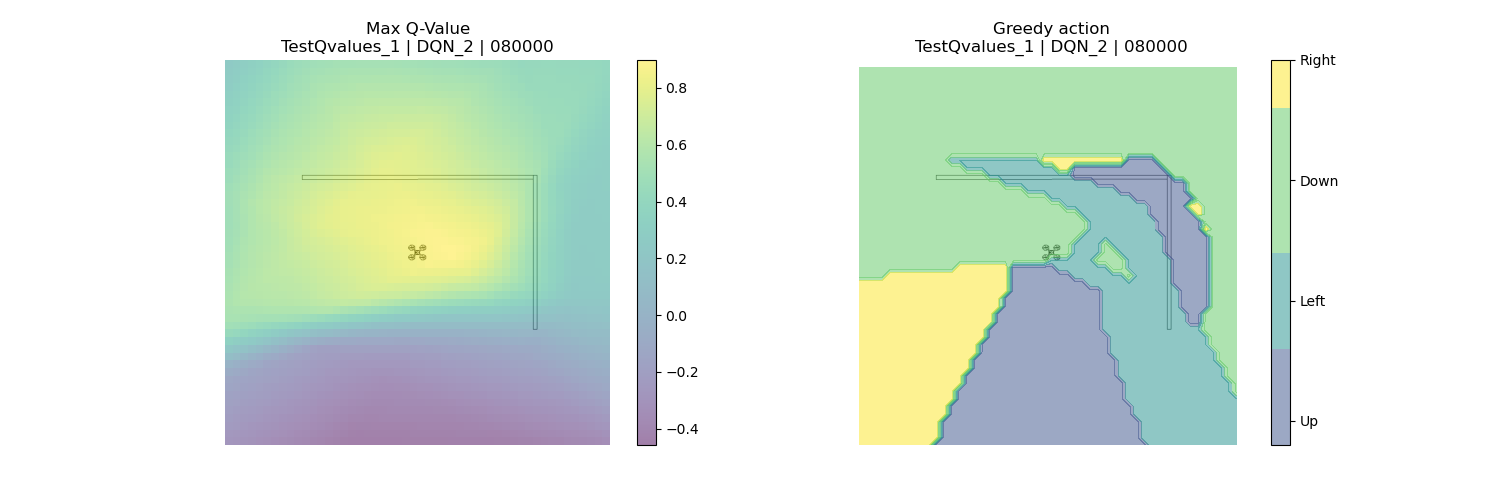 Max Q-Value
TestQvalues_1 | DQN_2 | 080000
0.8
0.6
0.4
0.2
0.0
−0.2
−0.4
Greedy action
TestQvalues_1 | DQN_2 | 080000
Right
Down
Left
Up